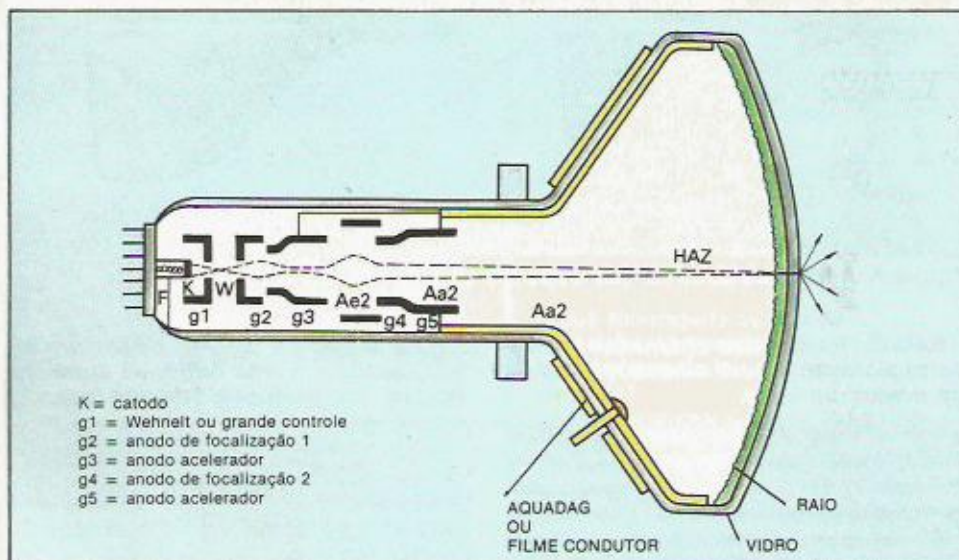 HAZ
K
W
F
g1
g2
g3
Ae2
g4
Aa2
g5
Aa2
K = catodo
g1 = Wehnelt ou grande controle
g2 = anodo de focalização 1
g3 = anodo acelerador
g4 = anodo de focalização 2
g5 = anodo acelerador
AQUADAG
OU
FILME CONDUTOR
RAIO
VIDRO